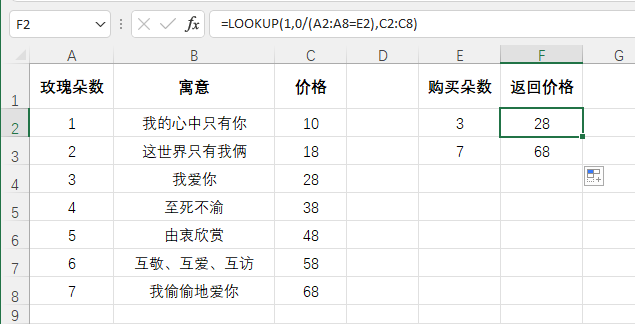 F2 fx =LOOKUP(1,0/(A2:A8=E2),C2:C8)
A B C D E F G
1 玫瑰朵数 寓意 价格 购买朵数 返回价格
2 1 我的心中只有你 10 3 28
3 2 这世界只有我俩 18 7 68
4 3 我爱你 28
5 4 至死不渝 38
6 5 由衷欣赏 48
7 6 互敬、互爱、互访 58
8 7 我偷偷地爱你 68
9